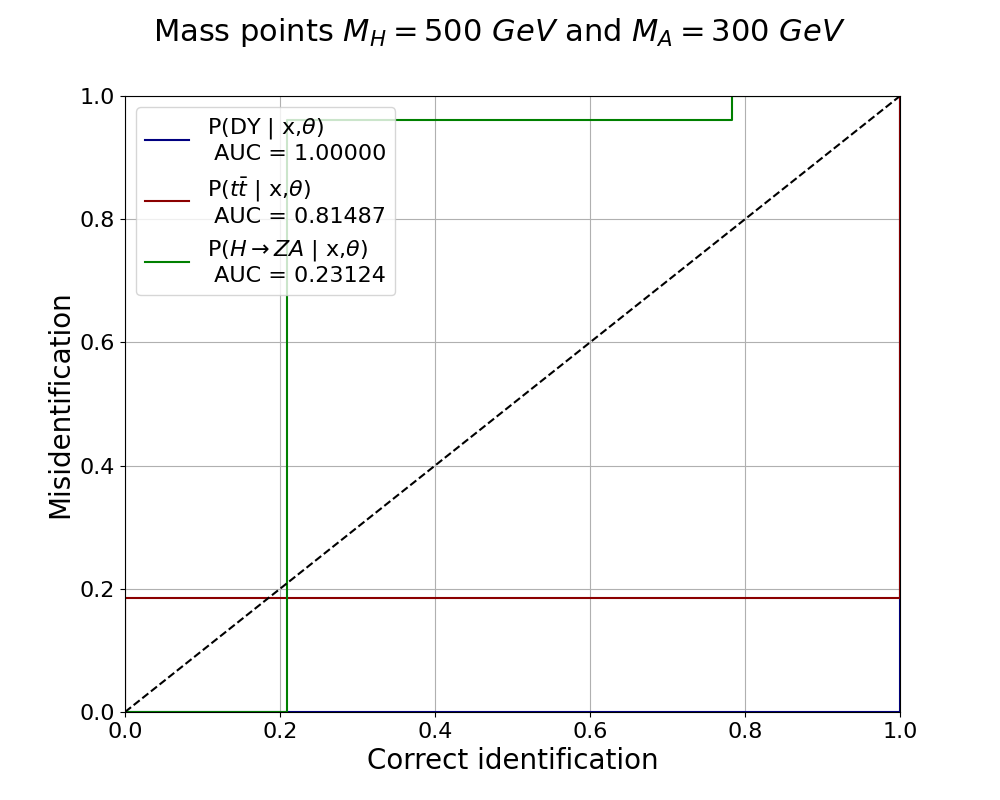 Mass points M_H = 500 GeV and M_A = 300 GeV
P(DY | x,θ)
AUC = 1.00000
P(tt̄ | x,θ)
AUC = 0.81487
P(H → ZA | x,θ)
AUC = 0.23124
1.0
0.8
0.6
0.4
0.2
0.0
Misidentification
0.0 0.2 0.4 0.6 0.8 1.0
Correct identification